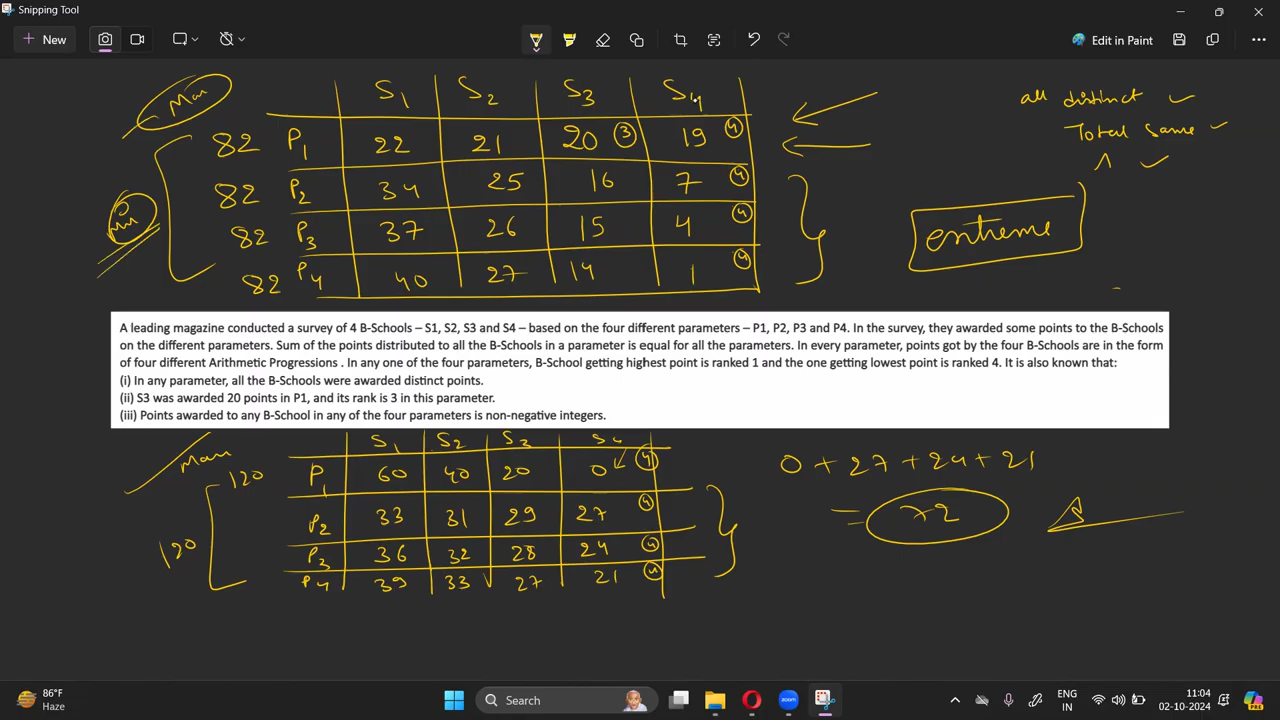 Snipping Tool
New
Edit in Paint
Max
S1 S2 S3 S4
all distinct ✓
82 P1 22 21 20 ③ 19 ④
Total same ✓
82 P2 34 25 16 7 ④
82 P3 37 26 15 4 ④
extreme
82 P4 40 27 14 1 ④
A leading magazine conducted a survey of 4 B-Schools – S1, S2, S3 and S4 – based on the four different parameters – P1, P2, P3 and P4. In the survey, they awarded some points to the B-Schools
on the different parameters. Sum of the points distributed to all the B-Schools in a parameter is equal for all the parameters. In every parameter, points got by the four B-Schools are in the form
of four different Arithmetic Progressions . In any one of the four parameters, B-School getting highest point is ranked 1 and the one getting lowest point is ranked 4. It is also known that:
(i) In any parameter, all the B-Schools were awarded distinct points.
(ii) S3 was awarded 20 points in P1, and its rank is 3 in this parameter.
(iii) Points awarded to any B-School in any of the four parameters is non-negative integers.
Max
S1 S2 S3 S4
120 P1 60 40 20 0 ④
0 + 27 + 24 + 21
P2 33 31 29 27 ④
= 72
120 P3 36 32 28 24 ④
P4 39 33 27 21 ④
86°F
Haze
Search
ENG
IN
11:04
02-10-2024